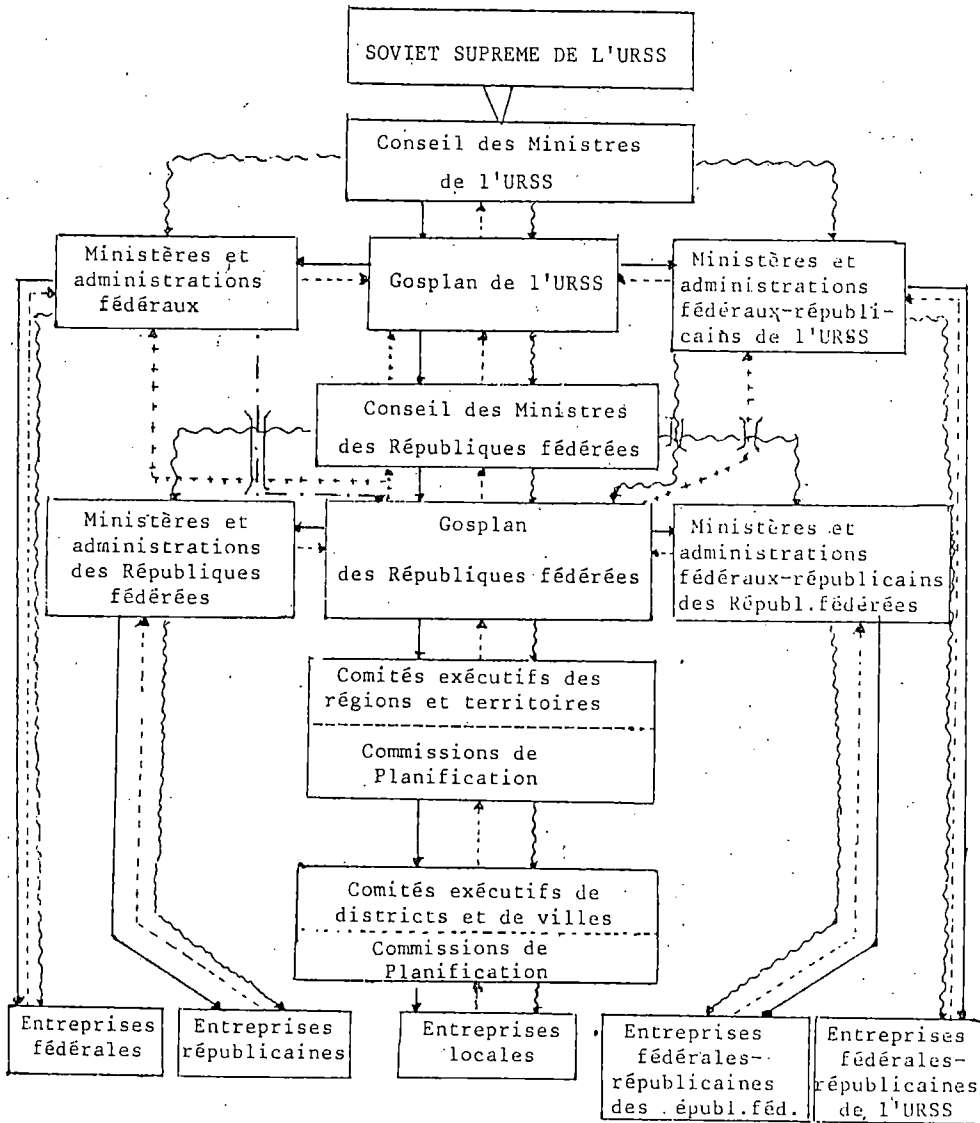 SOVIET SUPREME DE L'URSS
Conseil des Ministres
de l'URSS
Ministères et
administrations
fédéraux
Gosplan de l'URSS
Ministères et
administrations
fédéraux-républi-
cains de l'URSS
Conseil des Ministres
des Républiques fédérées
Ministères et
administrations
des Républiques
fédérées
Gosplan
des Républiques fédérées
Ministères et
administrations
fédéraux-républicains
des Républ.fédérées
Comités exécutifs des
régions et territoires
Commissions de
Planification
Comités exécutifs de
districts et de villes
Commissions de
Planification
Entreprises
fédérales
Entreprises
républicaines
Entreprises
locales
Entreprises
fédérales-
républicaines
des .épubl.féd.
Entreprises
fédérales-
républicaines
de l'URSS